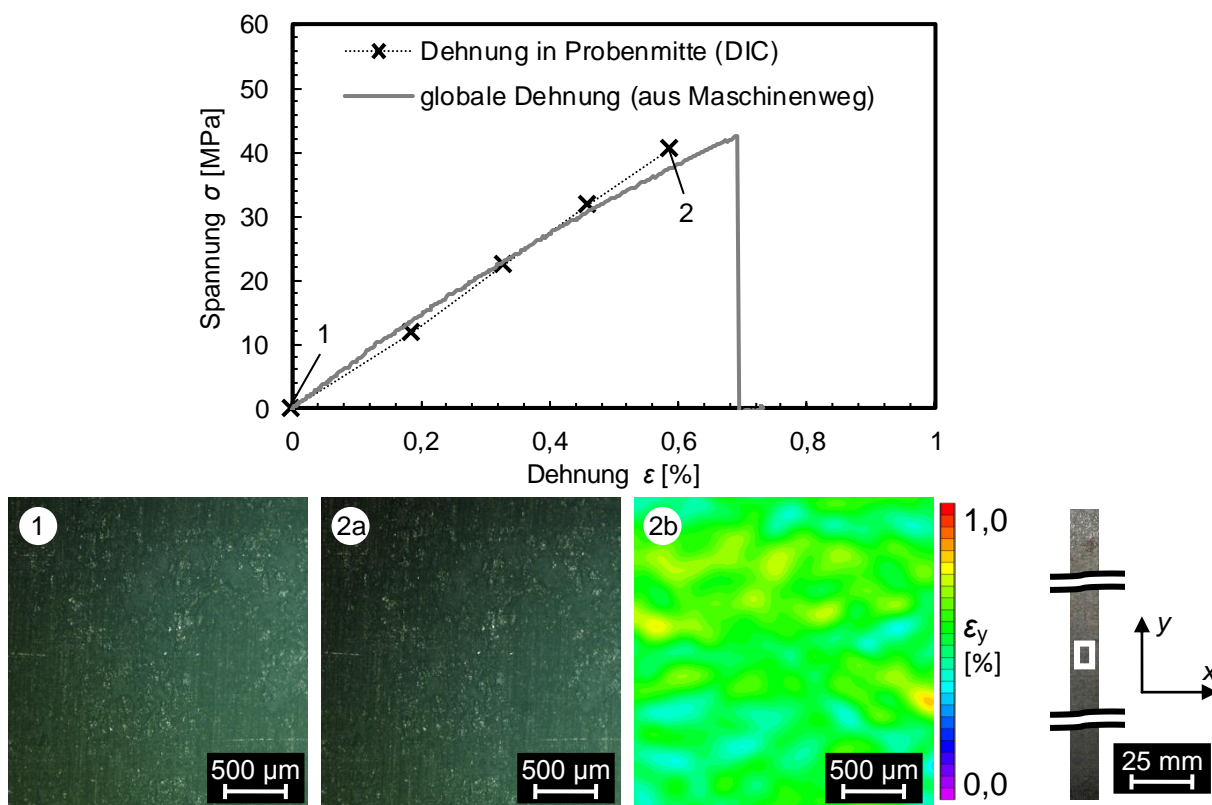 60
50
40
30
20
10
0
Spannung σ [MPa]
Dehnung in Probenmitte (DIC)
globale Dehnung (aus Maschinenweg)
1
2
0 0,2 0,4 0,6 0,8 1
Dehnung ε [%]
1
500 µm
2a
500 µm
2b
500 µm
1,0
εy
[%]
0,0
y
x
25 mm